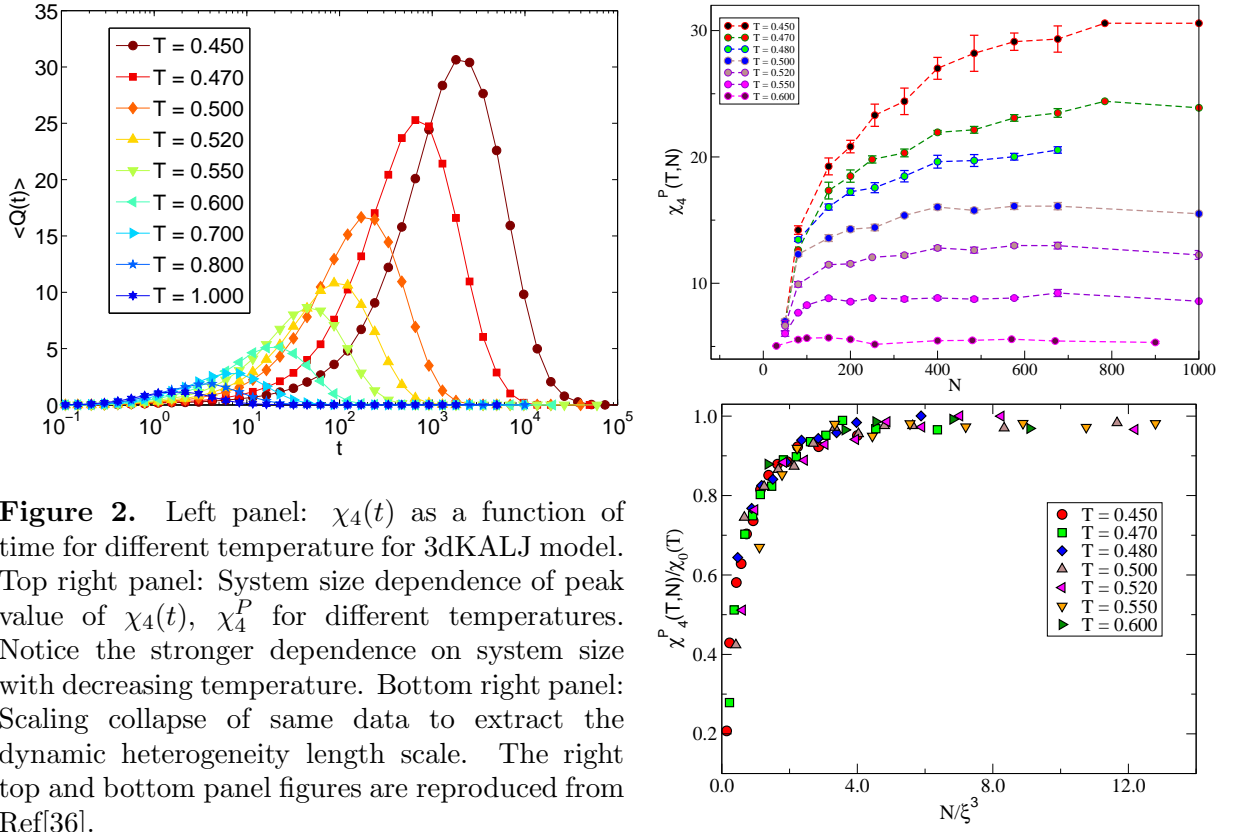 35
30
25
20
15
10
5
0
<Q(t)>
10^-1
10^0
10^1
10^2
10^3
10^4
10^5
t
T = 0.450
T = 0.470
T = 0.500
T = 0.520
T = 0.550
T = 0.600
T = 0.700
T = 0.800
T = 1.000
30
20
10
χ_4^P(T,N)
0
200
400
600
800
1000
N
T = 0.450
T = 0.470
T = 0.480
T = 0.500
T = 0.520
T = 0.550
T = 0.600
Figure 2. Left panel: χ_4(t) as a function of
time for different temperature for 3dKALJ model.
Top right panel: System size dependence of peak
value of χ_4(t), χ_4^P for different temperatures.
Notice the stronger dependence on system size
with decreasing temperature. Bottom right panel:
Scaling collapse of same data to extract the
dynamic heterogeneity length scale. The right
top and bottom panel figures are reproduced from
Ref[36].
1.0
0.8
0.6
0.4
0.2
χ^P_4(T,N)/χ_0(T)
0.0
4.0
8.0
12.0
N/ξ^3
T = 0.450
T = 0.470
T = 0.480
T = 0.500
T = 0.520
T = 0.550
T = 0.600